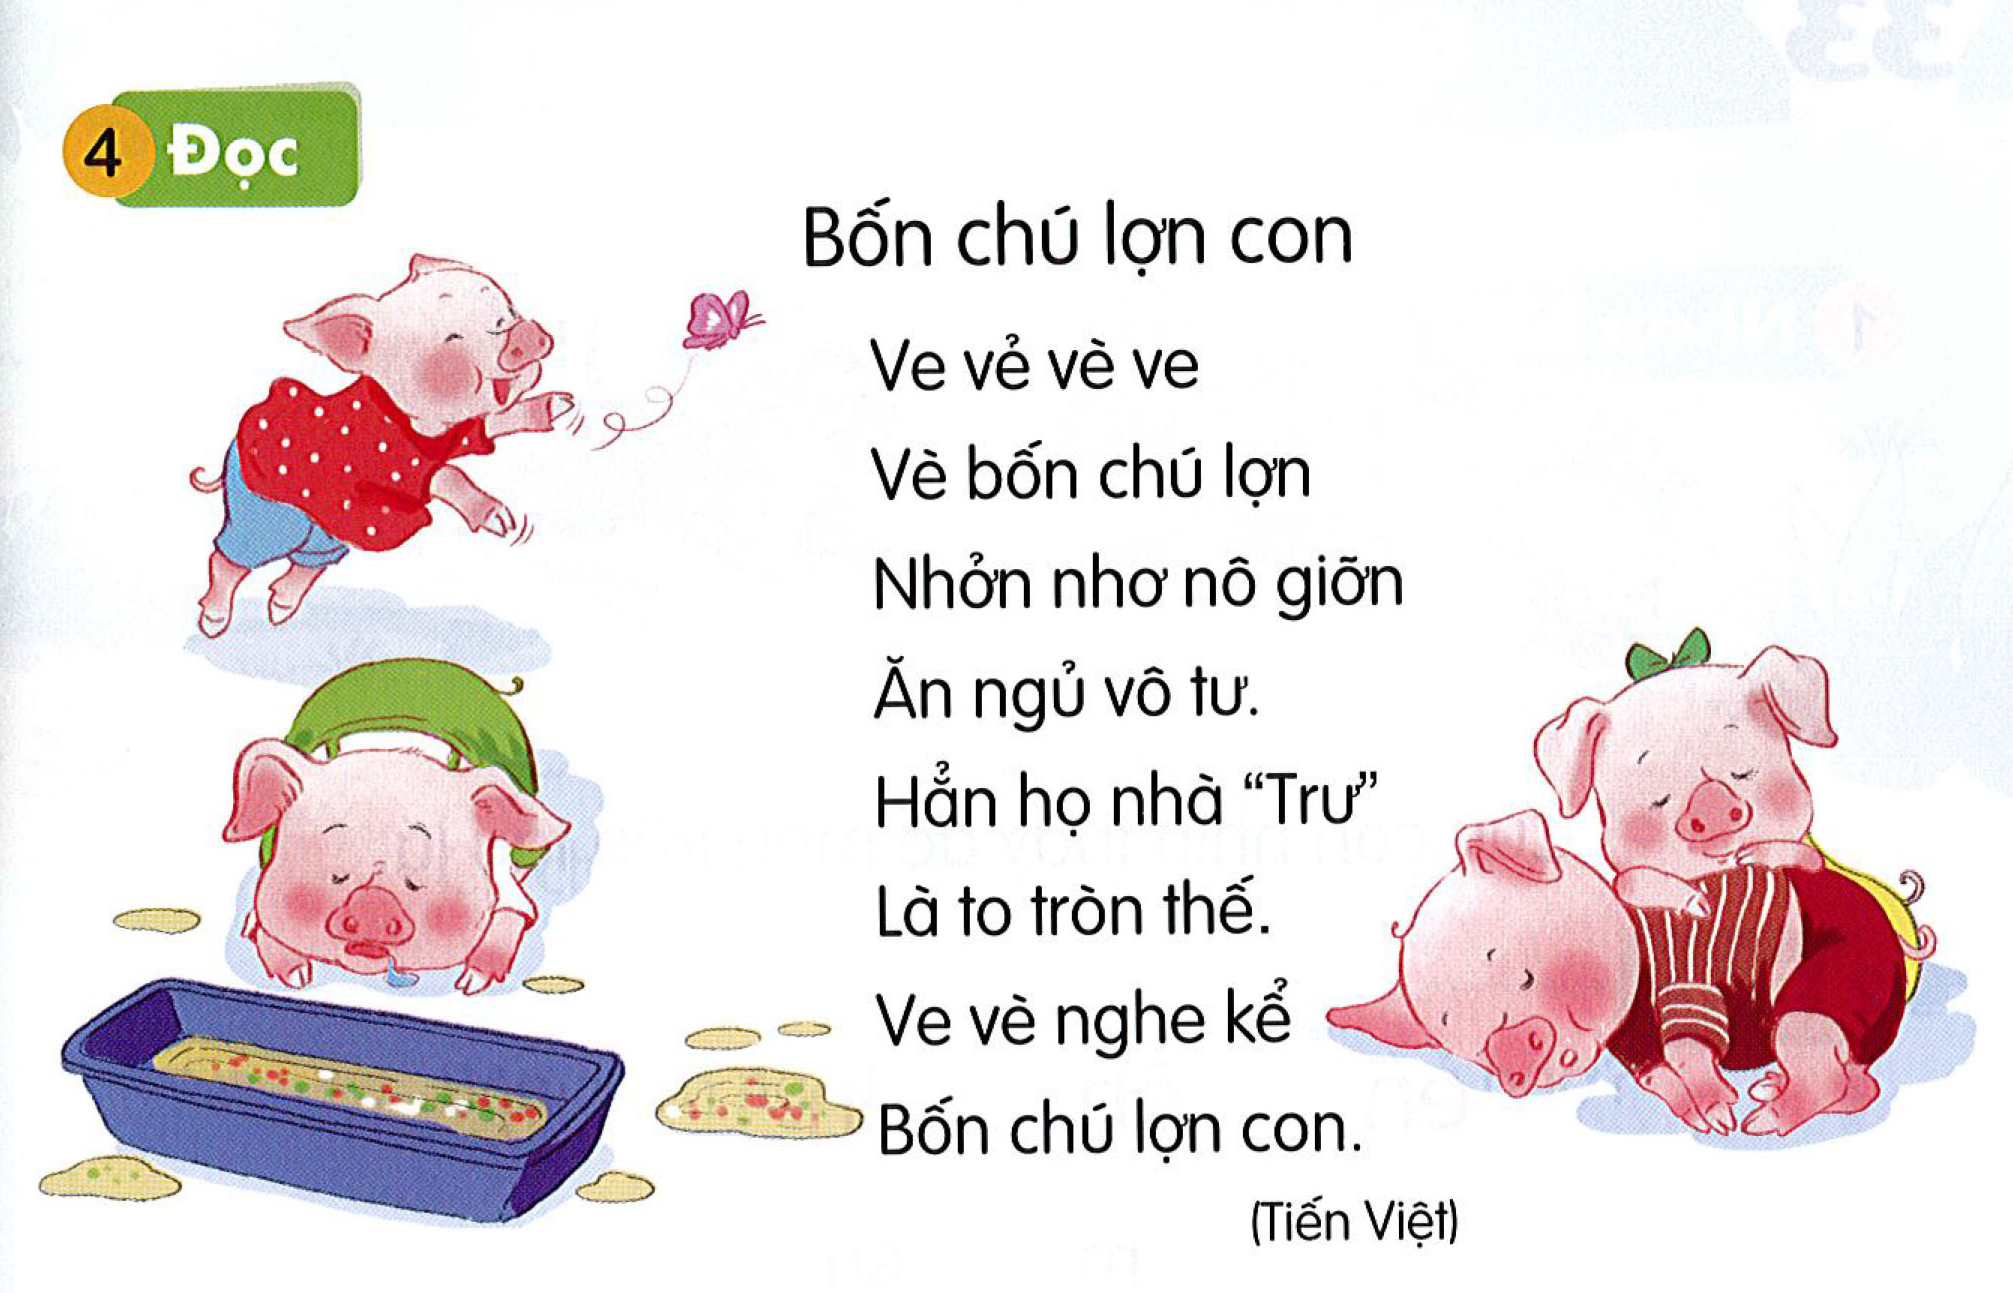 4 Đọc
Bốn chú lợn con
Ve vẻ vè ve
Vè bốn chú lợn
Nhởn nhơ nô giỡn
Ăn ngủ vô tư.
Hẳn họ nhà “Trư”
Là to tròn thế.
Ve vè nghe kể
Bốn chú lợn con.
(Tiến Việt)